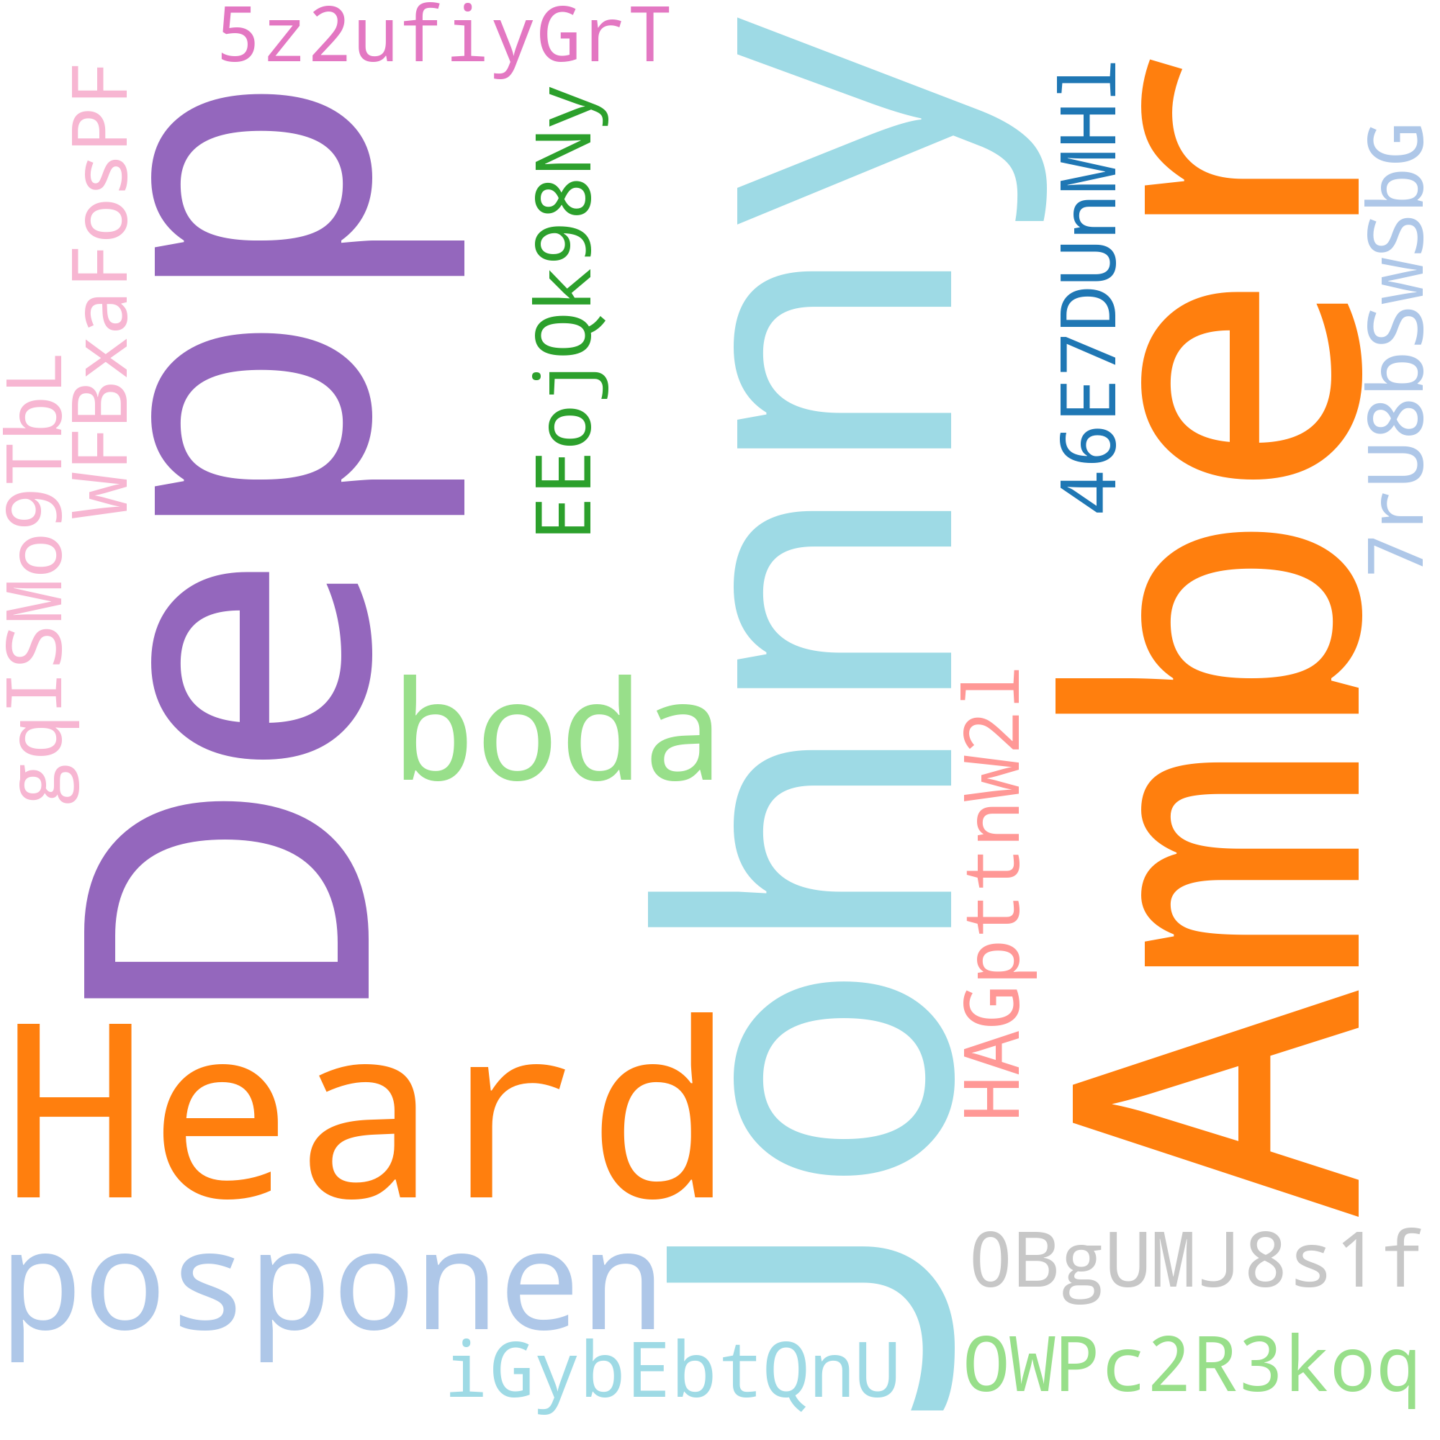 5z2ufiyGrT
WFBxaFosPF
gqISMo9TbL
Depp
EEojQk98Ny
Johnny
46E7DUnMHl
Amber
7rU8bSwSbG
boda
HAGpttnW2l
Heard
posponen
0BgUMJ8s1f
iGybEbtQnU
OWPc2R3koq